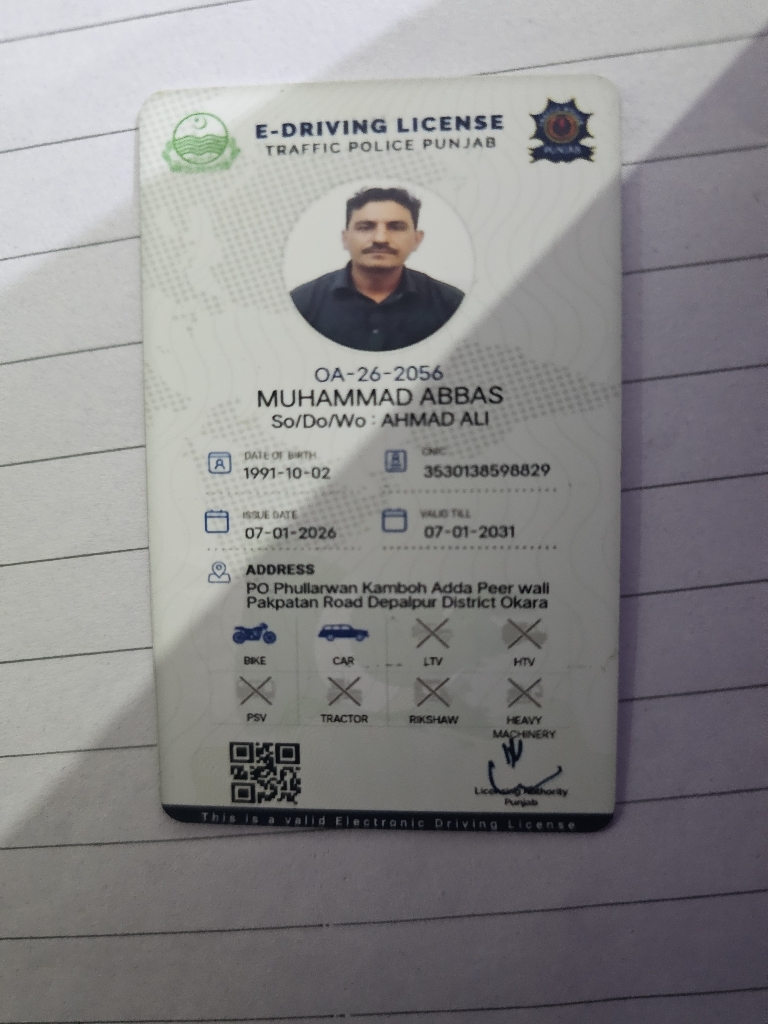 E-DRIVING LICENSE
TRAFFIC POLICE PUNJAB
PUNJAB
OA-26-2056
MUHAMMAD ABBAS
So/Do/Wo : AHMAD ALI
DATE OF BIRTH
1991-10-02
CNIC
3530138598829
ISSUE DATE
07-01-2026
VALID TILL
07-01-2031
ADDRESS
PO Phullarwan Kamboh Adda Peer wali
Pakpatan Road Depalpur District Okara
BIKE CAR LTV HTV
PSV TRACTOR RIKSHAW HEAVY
MACHINERY
Licensing Authority
Punjab
This is a valid Electronic Driving License